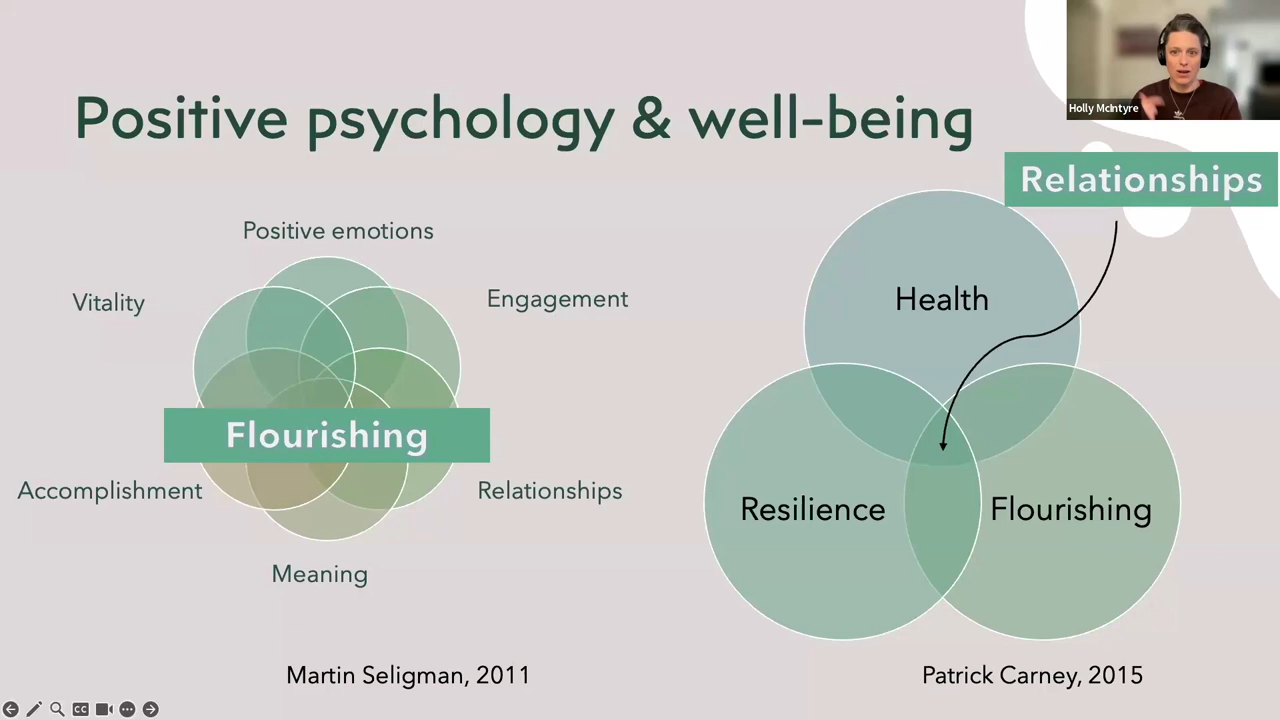 Holly McIntyre
Positive psychology & well-being
Relationships
Positive emotions
Vitality
Engagement
Flourishing
Accomplishment
Relationships
Meaning
Martin Seligman, 2011
Health
Resilience
Flourishing
Patrick Carney, 2015
CC